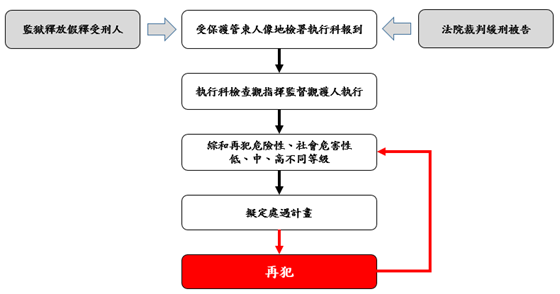 監獄釋放假釋受刑人
受保護管束人像地檢署執行科報到
法院裁判緩刑被告
執行科檢查觀指揮監督觀護人執行
綜和再犯危險性、社會危害性
低、中、高不同等級
擬定處遇計畫
再犯